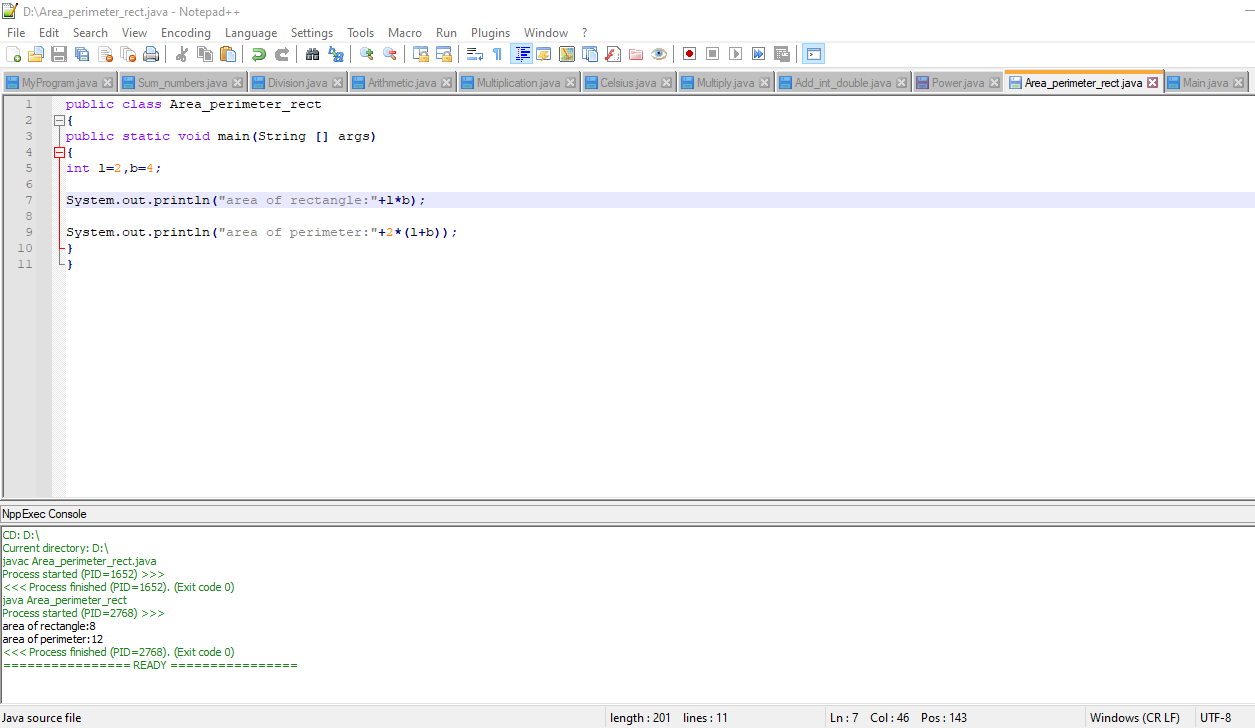 D:\Area_perimeter_rect.java - Notepad++
File Edit Search View Encoding Language Settings Tools Macro Run Plugins Window ?
MyProgram.java Sum_numbers.java Division.java Arithmetic.java Multiplication.java Celsius.java Multiply.java Add_int_double.java Power.java Area_perimeter_rect.java Main.java
1 public class Area_perimeter_rect
2 {
3 public static void main(String [] args)
4 {
5 int l=2,b=4;
6
7 System.out.println("area of rectangle:"+l*b);
8
9 System.out.println("area of perimeter:"+2*(l+b));
10 }
11 }
NppExec Console
CD: D:\
Current directory: D:\
javac Area_perimeter_rect.java
Process started (PID=1652) >>>
<<< Process finished (PID=1652). (Exit code 0)
java Area_perimeter_rect
Process started (PID=2768) >>>
area of rectangle:8
area of perimeter:12
<<< Process finished (PID=2768). (Exit code 0)
================ READY ================
Java source file length : 201 lines : 11 Ln : 7 Col : 46 Pos : 143 Windows (CR LF) UTF-8